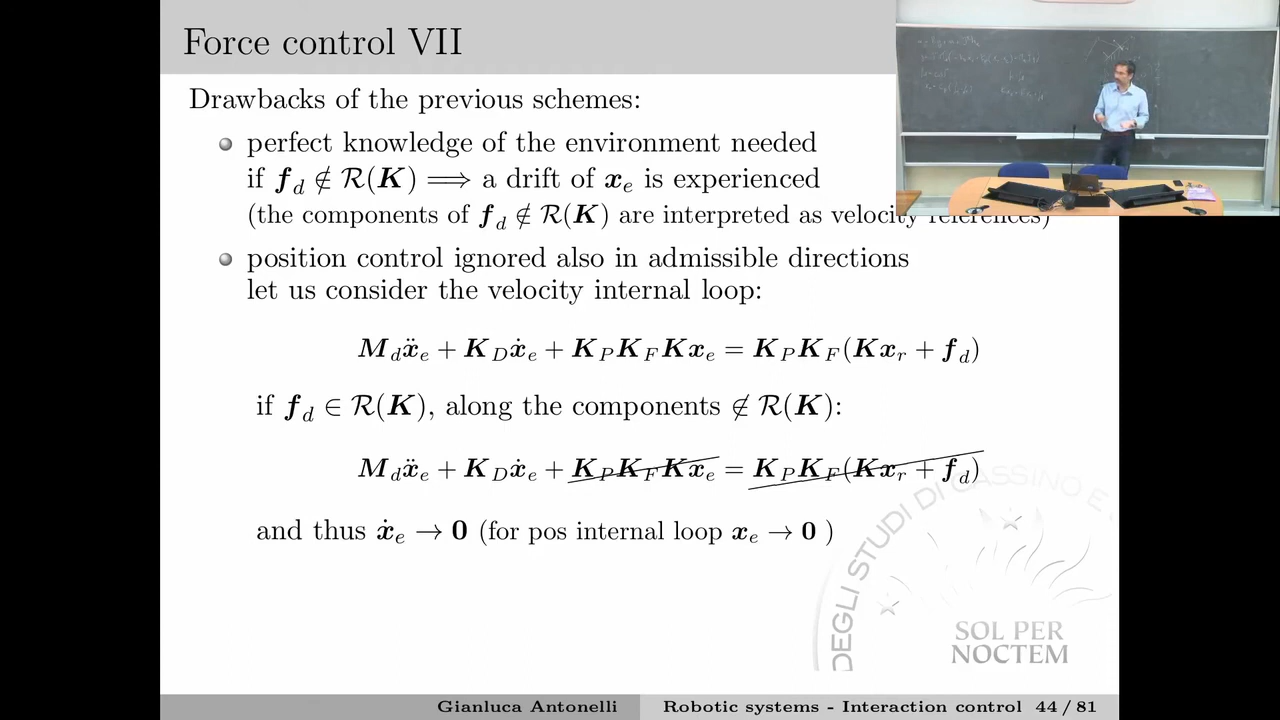 Force control VII
Drawbacks of the previous schemes:
perfect knowledge of the environment needed
if f_d ∉ R(K) ⟹ a drift of x_e is experienced
(the components of f_d ∉ R(K) are interpreted as velocity references)
position control ignored also in admissible directions
let us consider the velocity internal loop:
M_d ẍ_e + K_D ẋ_e + K_P K_F K x_e = K_P K_F (K x_r + f_d)
if f_d ∈ R(K), along the components ∉ R(K):
M_d ẍ_e + K_D ẋ_e + K_P K_F K x_e = K_P K_F (K x_r + f_d)
and thus ẋ_e → 0 (for pos internal loop x_e → 0 )
DEGLI STUDI DI CASSINO E
SOL PER
NOCTEM
Gianluca Antonelli Robotic systems - Interaction control 44 / 81